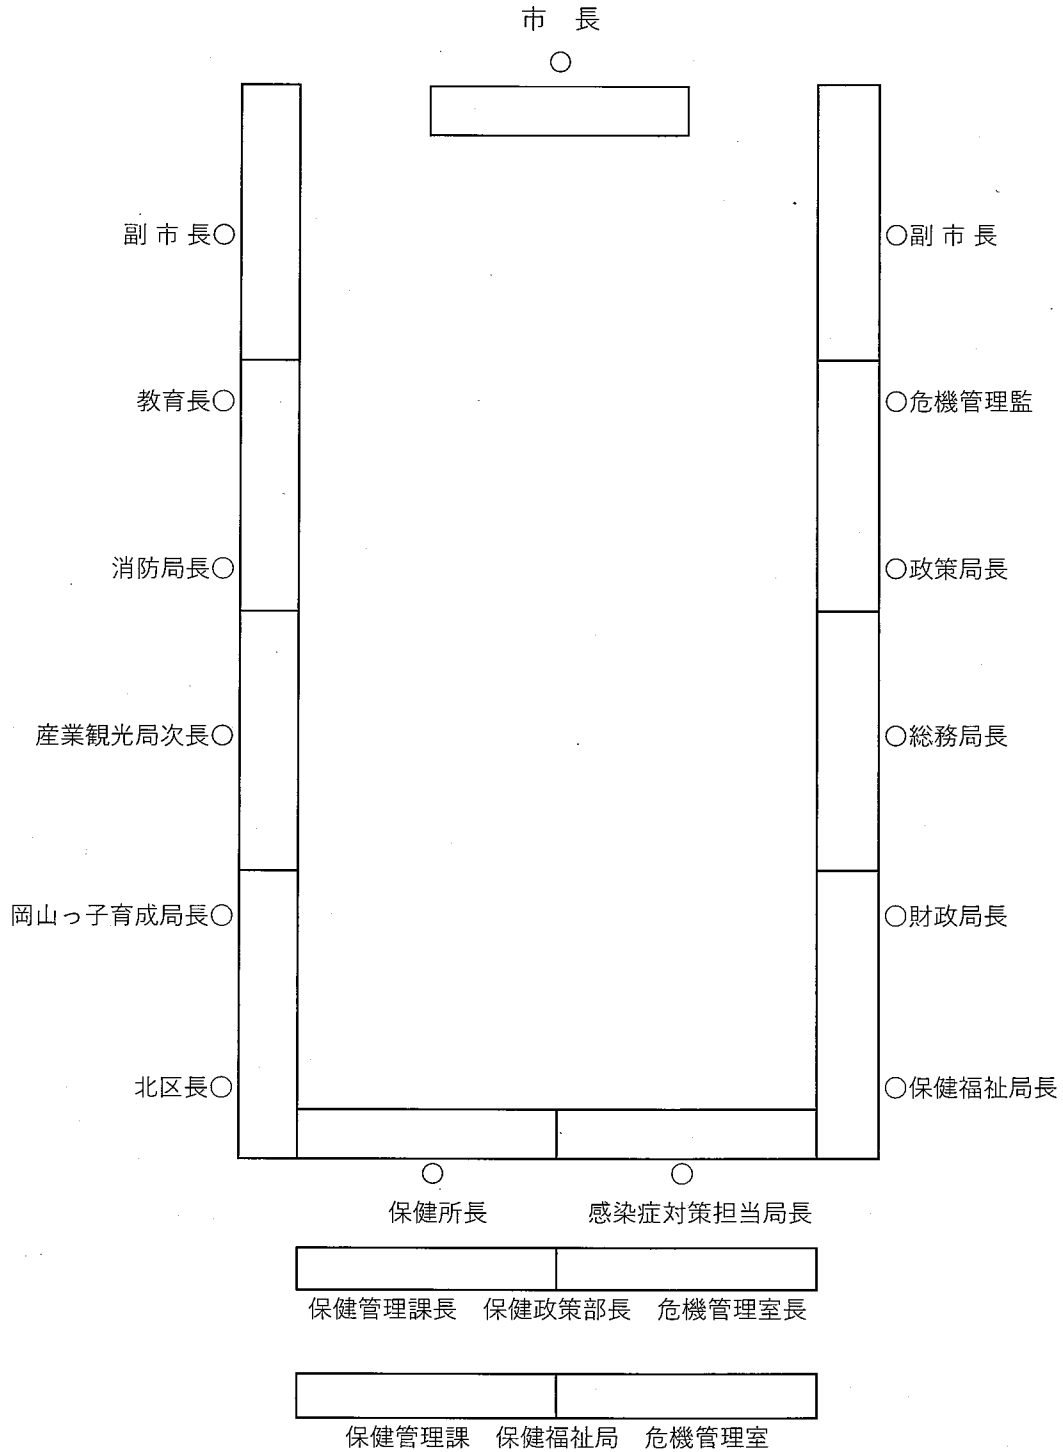 市 長
副 市 長○ ○副 市 長
教育長○ ○危機管理監
消防局長○ ○政策局長
産業観光局次長○ ○総務局長
岡山っ子育成局長○ ○財政局長
北区長○ ○保健福祉局長
保健所長 感染症対策担当局長
保健管理課長 保健政策部長 危機管理室長
保健管理課 保健福祉局 危機管理室